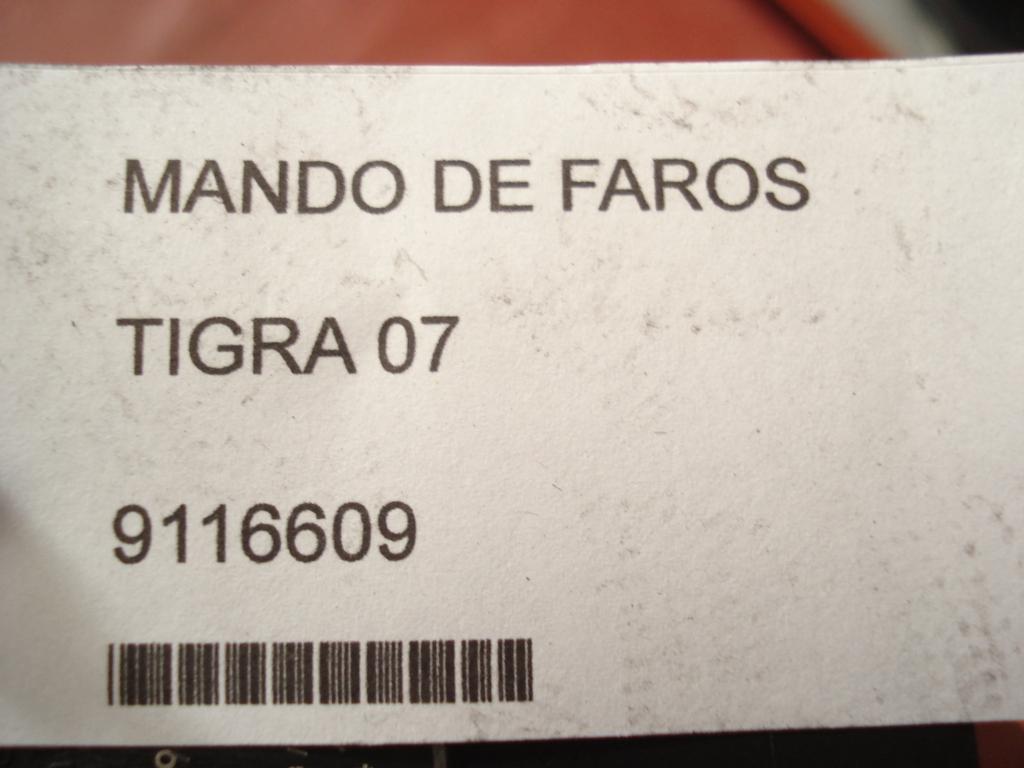 MANDO DE FAROS
TIGRA 07
9116609